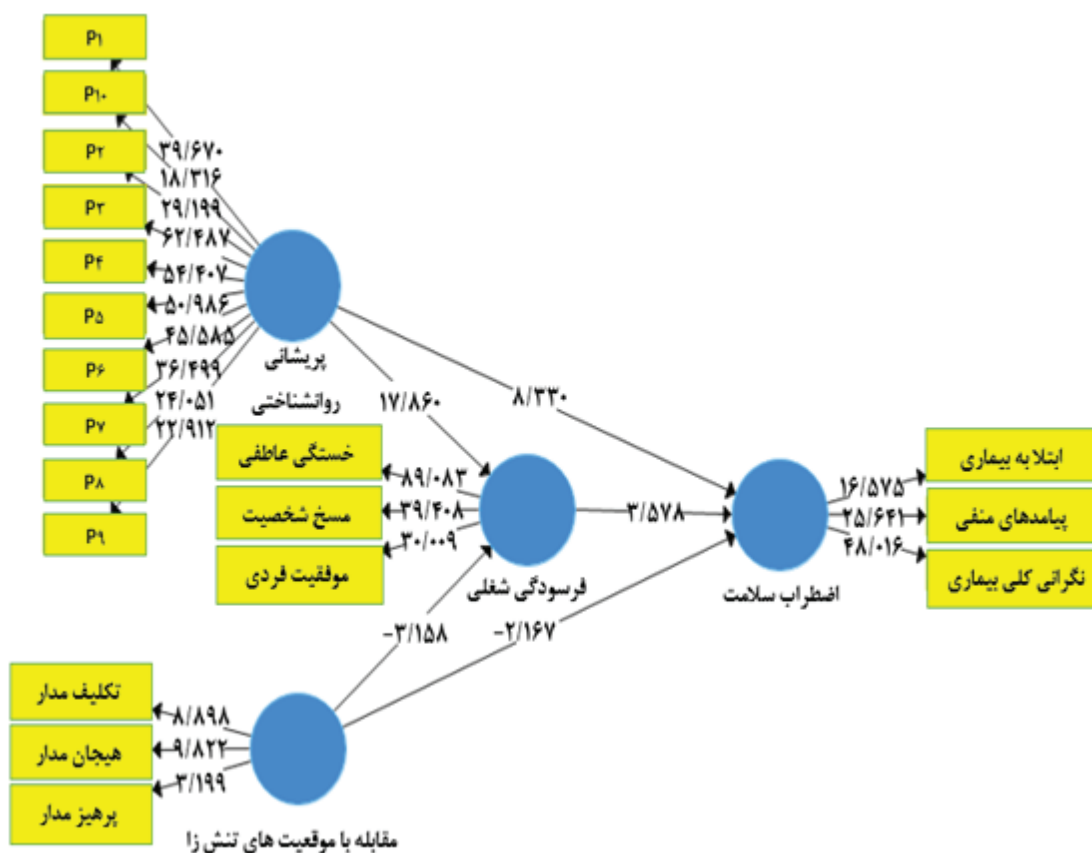 P۱
P۱۰
P۲
P۳
P۴
P۵
P۶
P۷
P۸
P۹
۳۹/۶۷۰
۱۸/۳۱۶
۲۹/۱۹۹
۶۲/۴۸۷
۵۴/۴۰۷
۵۰/۹۸۶
۴۵/۵۸۵
۳۶/۴۹۹
۲۴/۰۵۱
۲۲/۹۱۲
پریشانی
روانشناختی
۱۷/۸۶۰
۸/۳۳۰
خستگی عاطفی
مسخ شخصیت
موفقیت فردی
۸۹/۰۸۳
۳۹/۴۰۸
۳۰/۰۰۹
فرسودگی شغلی
۳/۵۷۸
اضطراب سلامت
۱۶/۵۷۵
۲۵/۶۴۱
۴۸/۰۱۶
ابتلا به بیماری
پیامدهای منفی
نگرانی کلی بیماری
-۳/۱۵۸
-۲/۱۶۷
تکلیف مدار
هیجان مدار
پرهیز مدار
۸/۸۹۸
۹/۸۲۲
۳/۱۹۹
مقابله با موقعیت های تنش زا